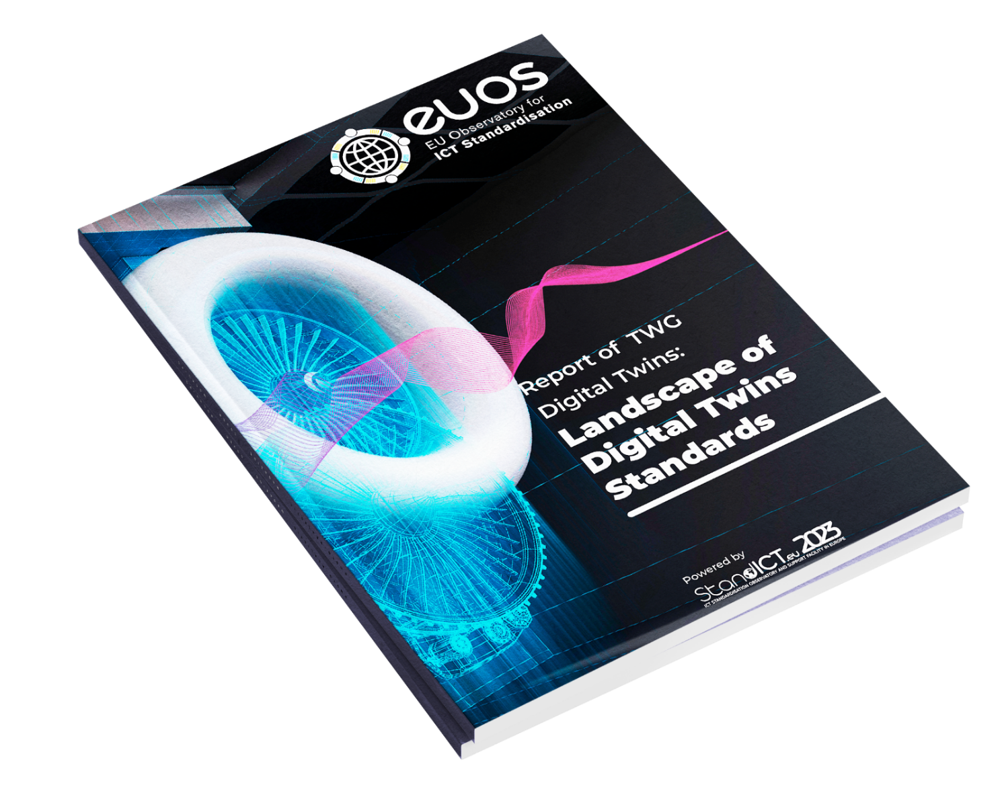 euos
EU Observatory for
ICT Standardisation
Report of TWG
Digital Twins:
Landscape of
Digital Twins
Standards
Powered by
StandICT.eu 2023
ICT STANDARDISATION OBSERVATORY AND SUPPORT FACILITY IN EUROPE